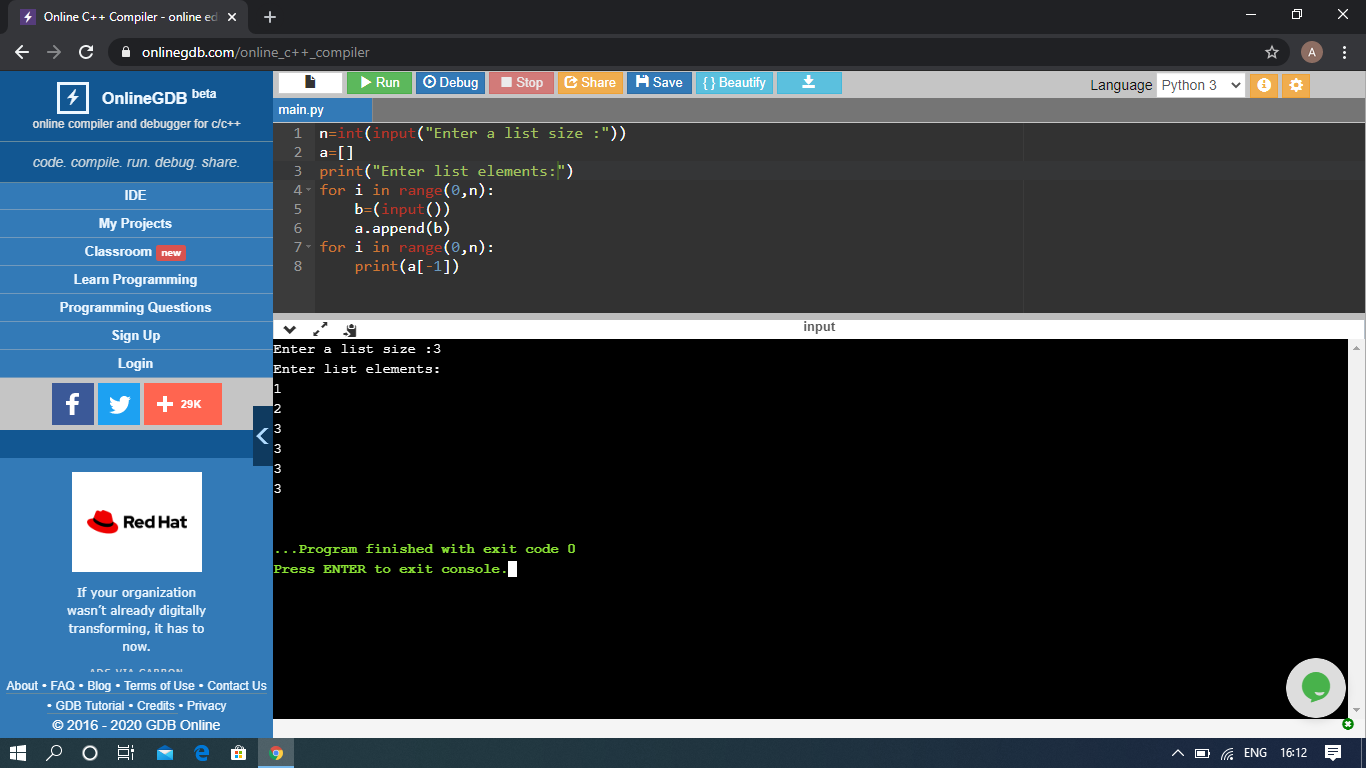 Online C++ Compiler - online ed
onlinegdb.com/online_c++_compiler
A
OnlineGDB beta
online compiler and debugger for c/c++
code. compile. run. debug. share.
IDE
My Projects
Classroom new
Learn Programming
Programming Questions
Sign Up
Login
f
+ 29K
Red Hat
If your organization
wasn't already digitally
transforming, it has to
now.
ADS VIA CARBON
About • FAQ • Blog • Terms of Use • Contact Us
• GDB Tutorial • Credits • Privacy
© 2016 - 2020 GDB Online
Run Debug Stop Share Save { } Beautify
Language Python 3
main.py
1 n=int(input("Enter a list size :"))
2 a=[]
3 print("Enter list elements:")
4 for i in range(0,n):
5 b=(input())
6 a.append(b)
7 for i in range(0,n):
8 print(a[-1])
input
Enter a list size :3
Enter list elements:
1
2
3
3
3
3
...Program finished with exit code 0
Press ENTER to exit console.
ENG 16:12